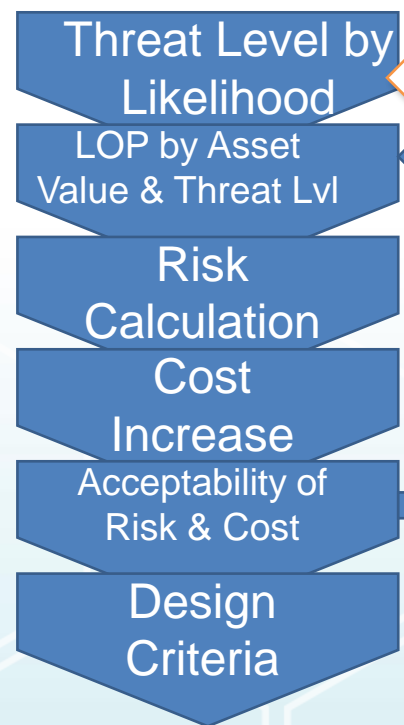 Threat Level by
Likelihood
LOP by Asset
Value & Threat Lvl
Risk
Calculation
Cost
Increase
Acceptability of
Risk & Cost
Design
Criteria